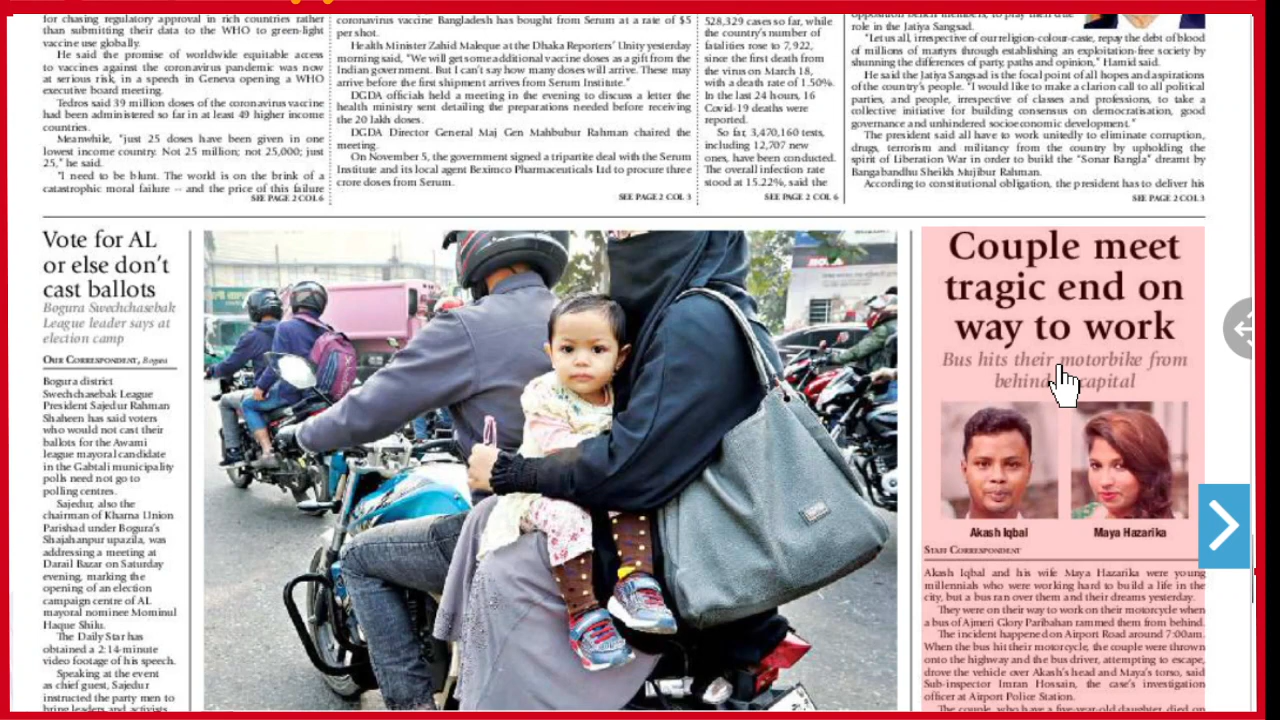 for chasing regulatory approval in rich countries rather
than submitting their data to the WHO to green-light
vaccine use globally.
He said the promise of worldwide equitable access
to vaccines against the coronavirus pandemic was now
at serious risk, in a speech in Geneva opening a WHO
executive board meeting.
Tedros said 39 million doses of the coronavirus vaccine
had been administered so far in at least 49 higher income
countries.
Meanwhile, "just 25 doses have been given in one
lowest income country. Not 25 million; not 25,000; just
25," he said.
"I need to be blunt. The world is on the brink of a
catastrophic moral failure -- and the price of this failure
SEE PAGE 2 COL 6
coronavirus vaccine Bangladesh has bought from Serum at a rate of $5
per shot.
Health Minister Zahid Maleque at the Dhaka Reporters' Unity yesterday
morning said, "We will get some additional vaccine doses as a gift from the
Indian government. But I can't say how many doses will arrive. These may
arrive before the first shipment arrives from Serum Institute."
DGDA officials held a meeting in the evening to discuss a letter the
health ministry sent detailing the preparations needed before receiving
the 20 lakh doses.
DGDA Director General Maj Gen Mahbubur Rahman chaired the
meeting.
On November 5, the government signed a tripartite deal with the Serum
Institute and its local agent Beximco Pharmaceuticals Ltd to procure three
crore doses from Serum.
SEE PAGE 2 COL 3
528,329 cases so far, while
the country's number of
fatalities rose to 7,922,
since the first death from
the virus on March 18,
with a death rate of 1.50%.
In the last 24 hours, 16
Covid-19 deaths were
reported.
So far, 3,470,160 tests,
including 12,707 new
ones, have been conducted.
The overall infection rate
stood at 15.22%, said the
SEE PAGE 2 COL 6
role in the Jatiya Sangsad.
"Let us all, irrespective of our religion-colour-caste, repay the debt of blood
of millions of martyrs through establishing an exploitation-free society by
shunning the differences of party, paths and opinion," Hamid said.
He said the Jatiya Sangsad is the focal point of all hopes and aspirations
of the country's people. "I would like to make a clarion call to all political
parties, and people, irrespective of classes and professions, to take a
collective initiative for building consensus on democratisation, good
governance and unhindered socioeconomic development."
The president said all have to work unitedly to eliminate corruption,
drugs, terrorism and militancy from the country by upholding the
spirit of Liberation War in order to build the "Sonar Bangla" dreamt by
Bangabandhu Sheikh Mujibur Rahman.
According to constitutional obligation, the president has to deliver his
SEE PAGE 2 COL 3
Vote for AL
or else don't
cast ballots
Bogura Swechchasebak
League leader says at
election camp
OUR CORRESPONDENT, Bogura
Bogura district
Swechchasebak League
President Sajedur Rahman
Shaheen has said voters
who would not cast their
ballots for the Awami
league mayoral candidate
in the Gabtali municipality
polls need not go to
polling centres.
Sajedur, also the
chairman of Kharna Union
Parishad under Bogura's
Shajahanpur upazila, was
addressing a meeting at
Darail Bazar on Saturday
evening, marking the
opening of an election
campaign centre of AL
mayoral nominee Mominul
Haque Shilu.
The Daily Star has
obtained a 2:14-minute
video footage of his speech.
Speaking at the event
as chief guest, Sajedur
instructed the party men to
bring leaders and activists
Couple meet
tragic end on
way to work
Bus hits their motorbike from
behind capital
Akash Iqbal
Maya Hazarika
STAFF CORRESPONDENT
Akash Iqbal and his wife Maya Hazarika were young
millennials who were working hard to build a life in the
city, but a bus ran over them and their dreams yesterday.
They were on their way to work on their motorcycle when
a bus of Ajmeri Glory Paribahan rammed them from behind.
The incident happened on Airport Road around 7:00am.
When the bus hit their motorcycle, the couple were thrown
onto the highway and the bus driver, attempting to escape,
drove the vehicle over Akash's head and Maya's torso, said
Sub-inspector Imran Hossain, the case's investigation
officer at Airport Police Station.
The couple, who have a five-year-old daughter, died on